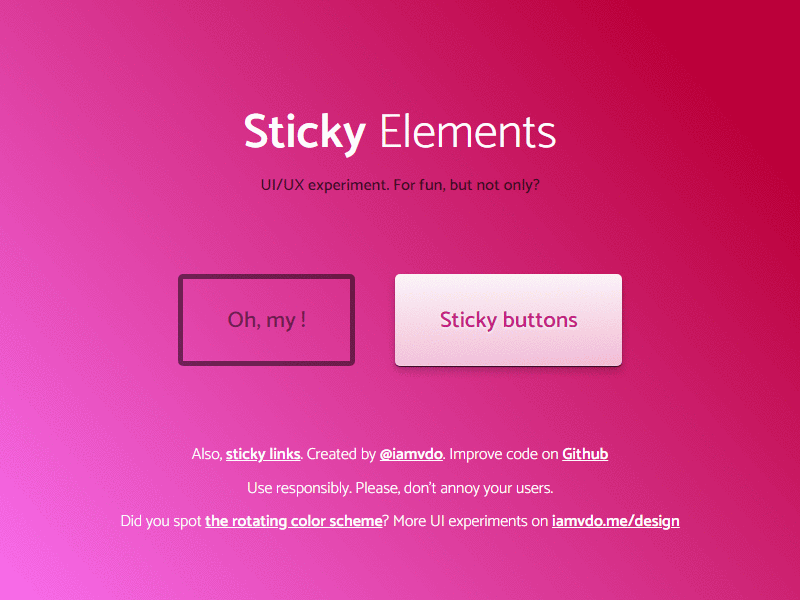 Sticky Elements
UI/UX experiment. For fun, but not only?
Oh, my !
Sticky buttons
Also, sticky links. Created by @iamvdo. Improve code on Github
Use responsibly. Please, don't annoy your users.
Did you spot the rotating color scheme? More UI experiments on iamvdo.me/design